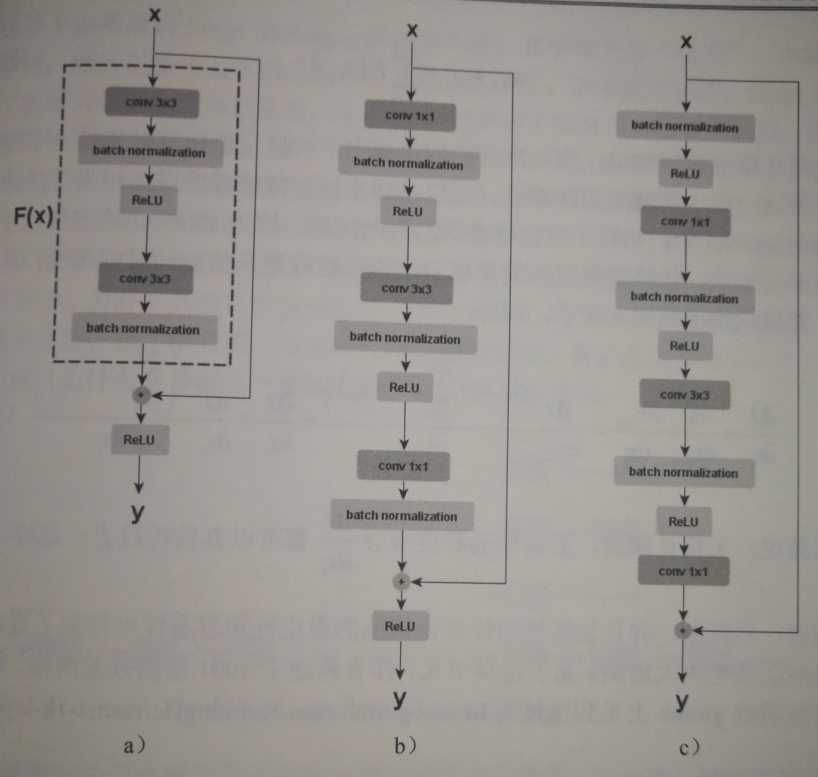 x
conv 3x3
batch normalization
ReLU
F(x)
conv 3x3
batch normalization
+
ReLU
y
a）
x
conv 1x1
batch normalization
ReLU
conv 3x3
batch normalization
ReLU
conv 1x1
batch normalization
+
ReLU
y
b）
x
batch normalization
ReLU
conv 1x1
batch normalization
ReLU
conv 3x3
batch normalization
ReLU
conv 1x1
+
y
c）